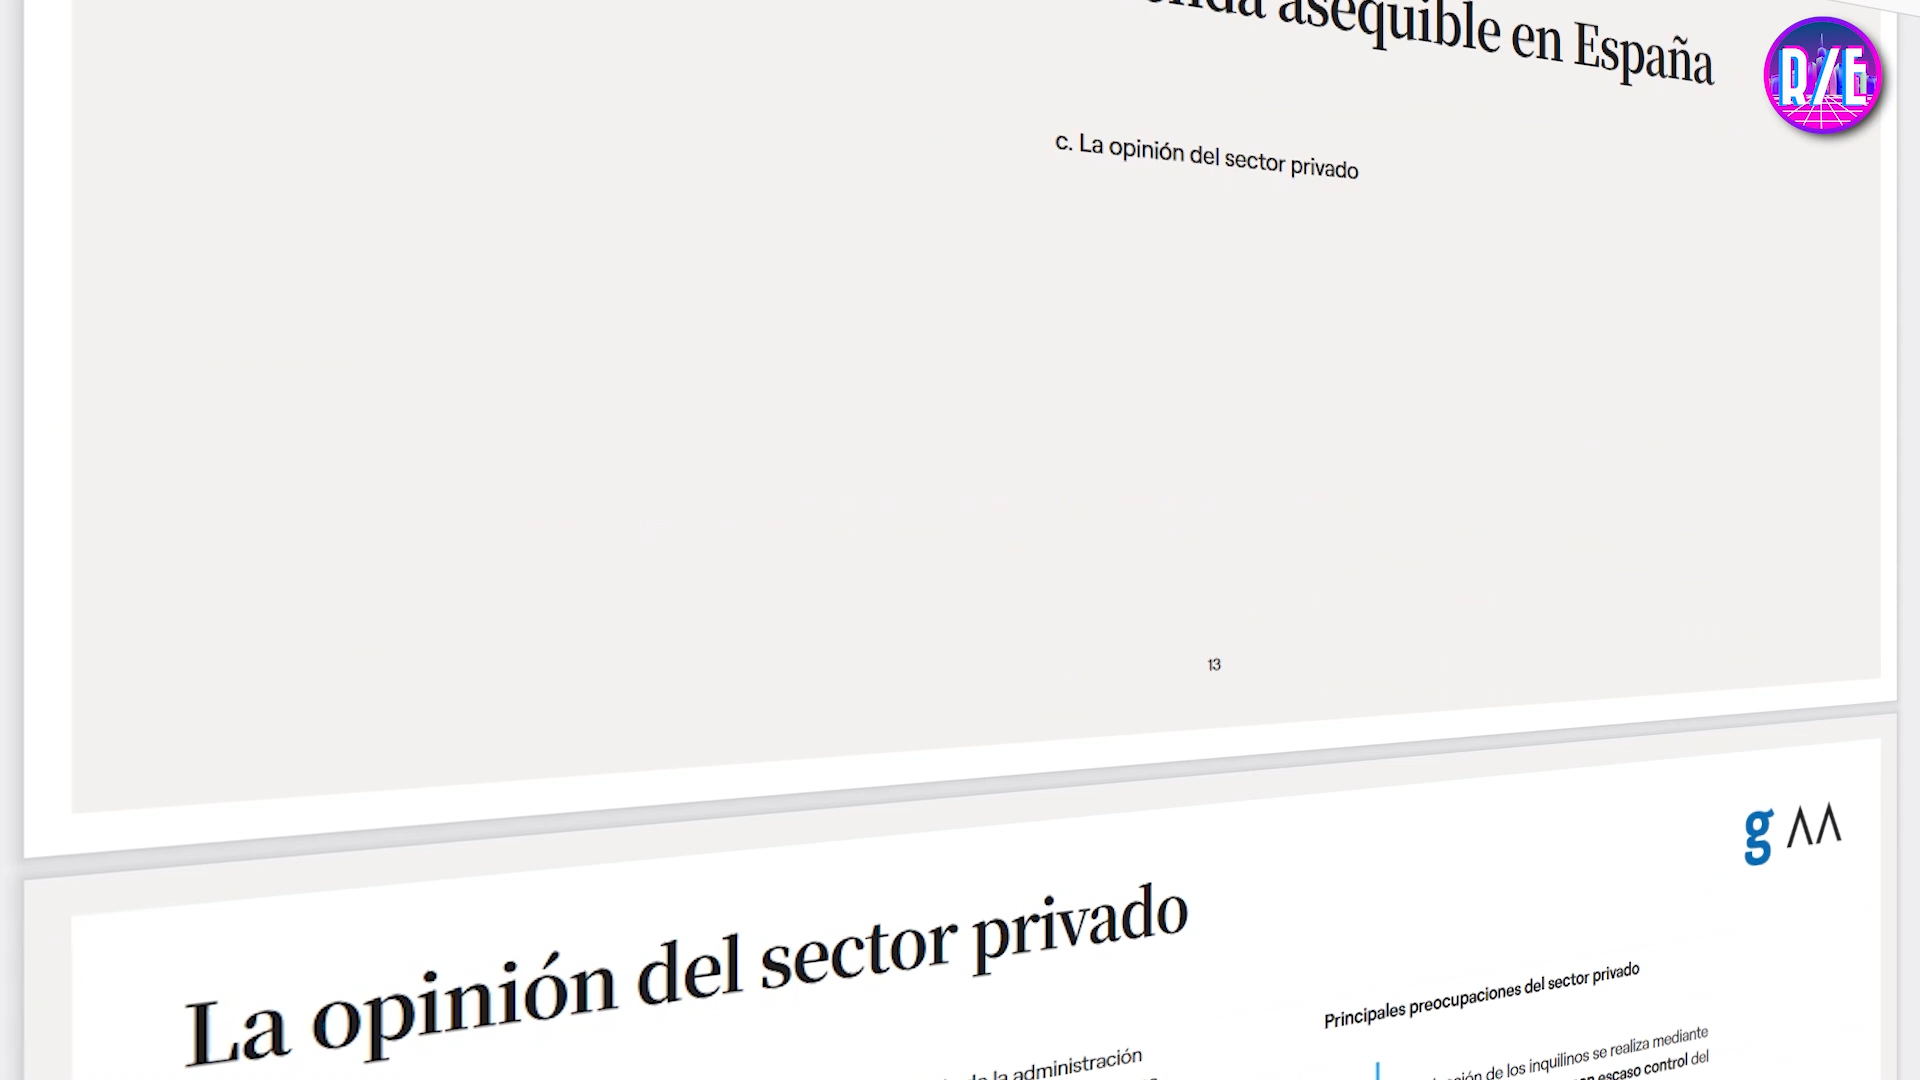 asequible en España
R/E
c. La opinión del sector privado
13
g
La opinión del sector privado
Principales preocupaciones del sector privado
la administración
de los inquilinos se realiza mediante
escaso control del